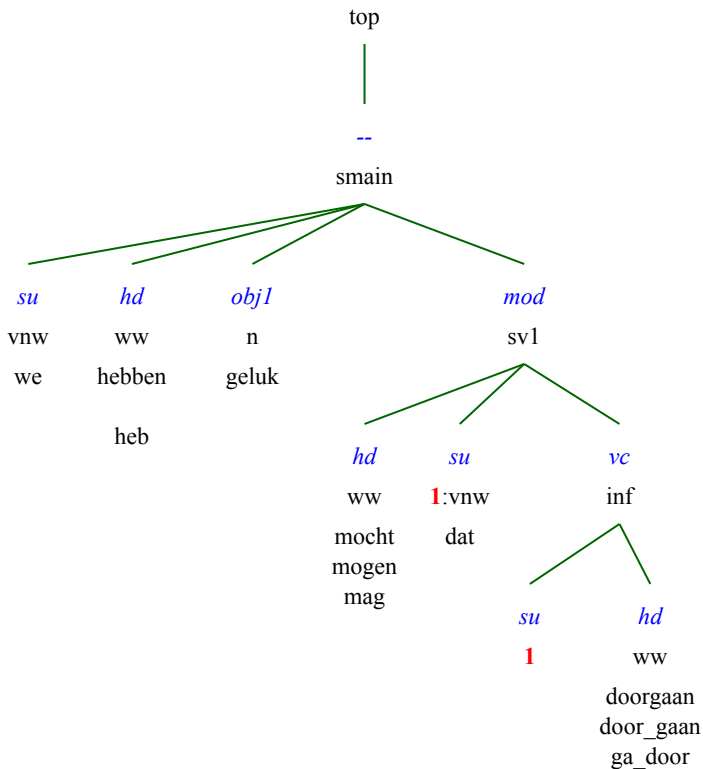 top
--
smain
su hd obj1 mod
vnw ww n sv1
we hebben geluk
heb
hd su vc
ww 1:vnw inf
mocht dat
mogen
mag
su hd
1 ww
doorgaan
door_gaan
ga_door